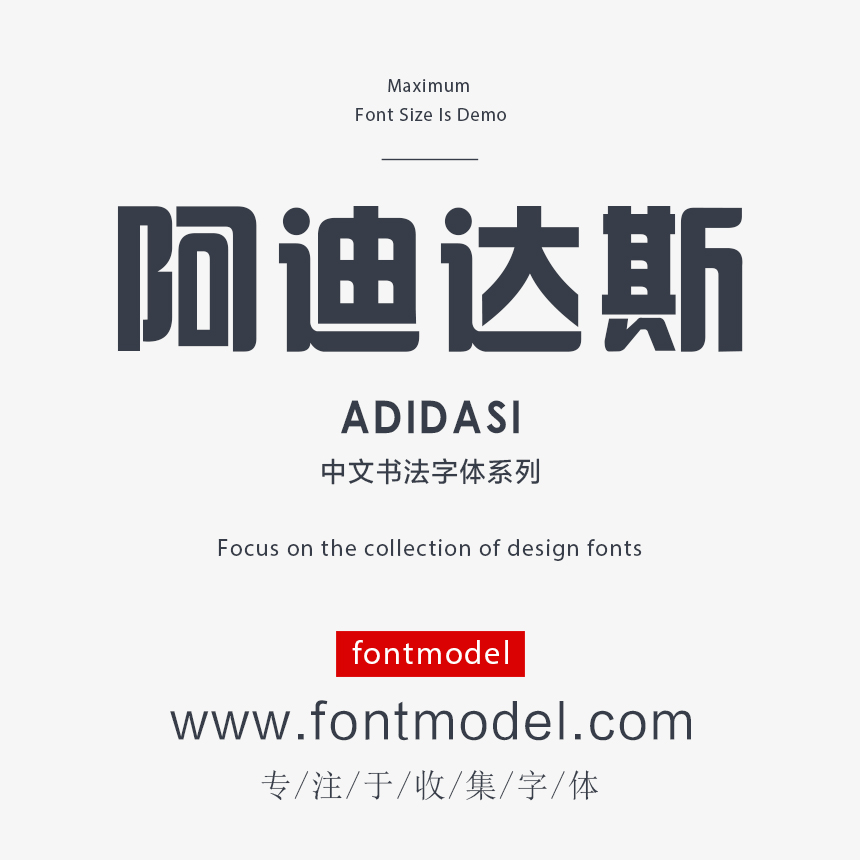 Maximum
Font Size Is Demo
阿迪达斯
ADIDASI
中文书法字体系列
Focus on the collection of design fonts
fontmodel
www.fontmodel.com
专/注/于/收/集/字/体